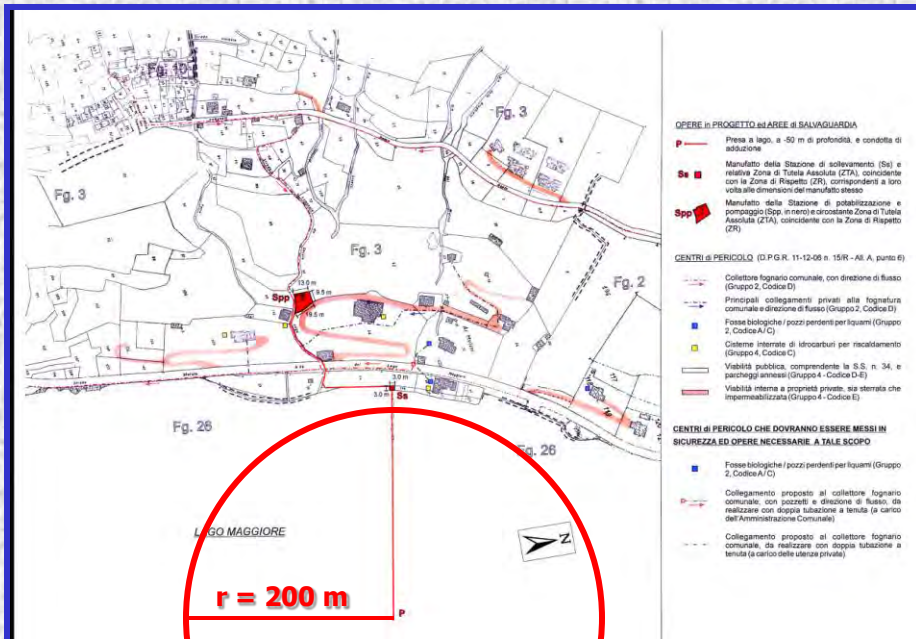 Fg. 10
Fg. 3
Fg. 3
Fg. 3
Fg. 2
13.0 m
Spp
9.5 m
18.5 m
3.0 m
3.0 m
Ss
Fg. 26
Fg. 26
LAGO MAGGIORE
N
r = 200 m
P
OPERE in PROGETTO ed AREE di SALVAGUARDIA
P
Presa a lago, a -50 m di profondità, e condotta di
adduzione
Ss
Manufatto della Stazione di sollevamento (Ss) e
relativa Zona di Tutela Assoluta (ZTA), coincidente
con la Zona di Rispetto (ZR), corrispondenti a loro
volta alle dimensioni del manufatto stesso
Spp
Manufatto della Stazione di potabilizzazione e
pompaggio (Spp, in nero) e circostante Zona di Tutela
Assoluta (ZTA), coincidente con la Zona di Rispetto
(ZR)
CENTRI di PERICOLO (D.P.G.R. 11-12-06 n. 15/R - All. A, punto 6)
Collettore fognario comunale, con direzione di flusso
(Gruppo 2, Codice D)
Principali collegamenti privati alla fognatura
comunale e direzione di flusso (Gruppo 2, Codice D)
Fosse biologiche / pozzi perdenti per liquami (Gruppo
2, Codice A / C)
Cisterne interrate di idrocarburi per riscaldamento
(Gruppo 4, Codice C)
Viabilità pubblica, comprendente la S.S. n. 34, e
parcheggi annessi (Gruppo 4 - Codice D-E)
Viabilità interna a proprietà private, sia sterrata che
impermeabilizzata (Gruppo 4 - Codice E)
CENTRI di PERICOLO CHE DOVRANNO ESSERE MESSI IN
SICUREZZA ED OPERE NECESSARIE A TALE SCOPO
Fosse biologiche / pozzi perdenti per liquami (Gruppo
2, Codice A / C)
Collegamento proposto al collettore fognario
comunale, con pozzetti e direzione di flusso, da
realizzare con doppia tubazione a tenuta (a carico
dell'Amministrazione Comunale)
Collegamento proposto al collettore fognario
comunale, da realizzare con doppia tubazione a
tenuta (a carico delle utenze private)